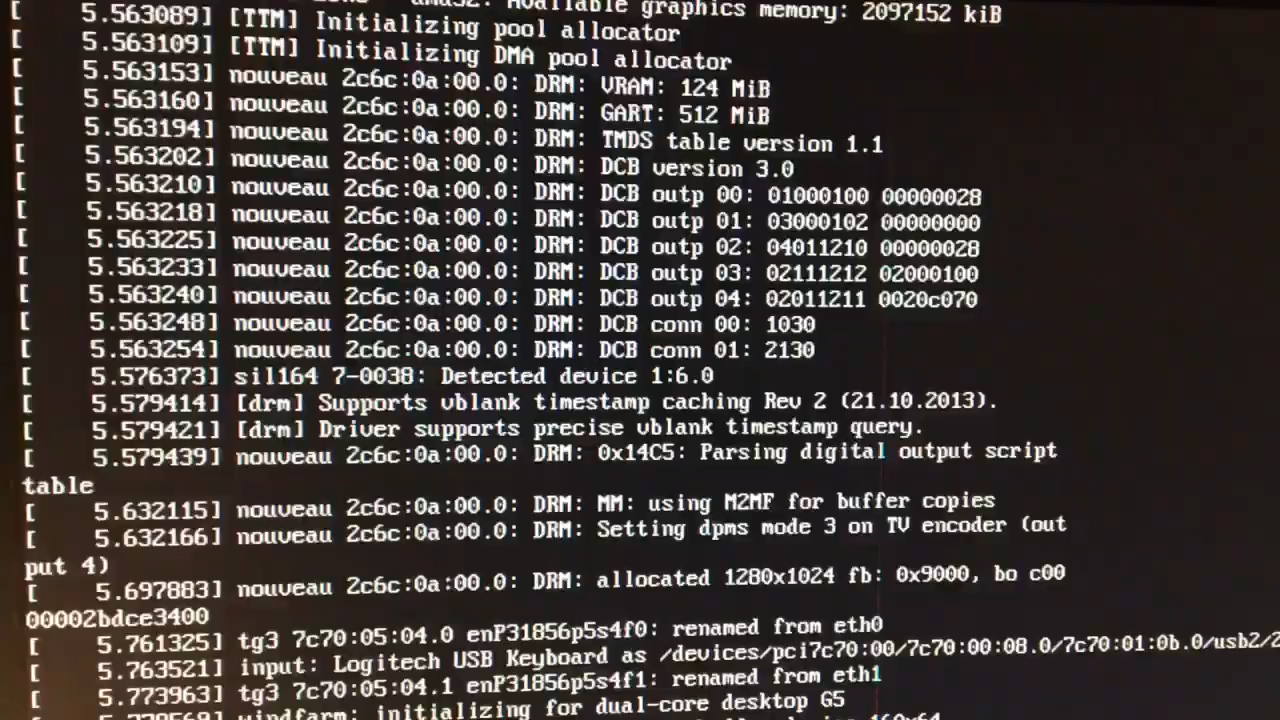 [    5.563089] [TTM] Zone   dma32: Available graphics memory: 2097152 kiB
[    5.563109] [TTM] Initializing pool allocator
[    5.563153] [TTM] Initializing DMA pool allocator
[    5.563160] nouveau 2c6c:0a:00.0: DRM: VRAM: 124 MiB
[    5.563194] nouveau 2c6c:0a:00.0: DRM: GART: 512 MiB
[    5.563202] nouveau 2c6c:0a:00.0: DRM: TMDS table version 1.1
[    5.563210] nouveau 2c6c:0a:00.0: DRM: DCB version 3.0
[    5.563218] nouveau 2c6c:0a:00.0: DRM: DCB outp 00: 01000100 00000028
[    5.563225] nouveau 2c6c:0a:00.0: DRM: DCB outp 01: 03000102 00000000
[    5.563233] nouveau 2c6c:0a:00.0: DRM: DCB outp 02: 04011210 00000028
[    5.563240] nouveau 2c6c:0a:00.0: DRM: DCB outp 03: 02111212 02000100
[    5.563248] nouveau 2c6c:0a:00.0: DRM: DCB outp 04: 02011211 0020c070
[    5.563254] nouveau 2c6c:0a:00.0: DRM: DCB conn 00: 1030
nouveau 2c6c:0a:00.0: DRM: DCB conn 01: 2130
[    5.576373] sil164 7-0038: Detected device 1:6.0
[    5.579414] [drm] Supports vblank timestamp caching Rev 2 (21.10.2013).
[    5.579421] [drm] Driver supports precise vblank timestamp query.
[    5.579439] nouveau 2c6c:0a:00.0: DRM: 0x14C5: Parsing digital output script
table
[    5.632115] nouveau 2c6c:0a:00.0: DRM: MM: using M2MF for buffer copies
[    5.632166] nouveau 2c6c:0a:00.0: DRM: Setting dpms mode 3 on TV encoder (out
put 4)
[    5.697883] nouveau 2c6c:0a:00.0: DRM: allocated 1280x1024 fb: 0x9000, bo c00
00002bdce3400
[    5.761325] tg3 7c70:05:04.0 enP31856p5s4f0: renamed from eth0
[    5.763521] input: Logitech USB Keyboard as /devices/pci7c70:00/7c70:00:08.0/7c70:01:0b.0/usb2/2
[    5.773963] tg3 7c70:05:04.1 enP31856p5s4f1: renamed from eth1
windfarm: initializing for dual-core desktop G5